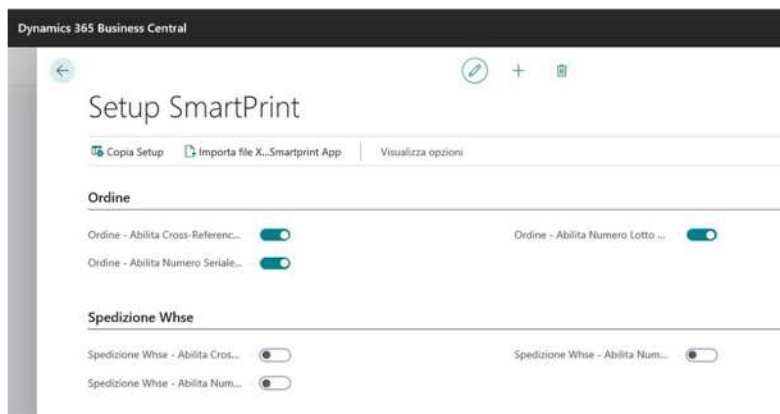 Dynamics 365 Business Central
Setup SmartPrint
Copia Setup Importa file X...Smartprint App Visualizza opzioni
Ordine
Ordine - Abilita Cross-Referenc... Ordine - Abilita Numero Lotto ...
Ordine - Abilita Numero Seriale...
Spedizione Whse
Spedizione Whse - Abilita Cros... Spedizione Whse - Abilita Num...
Spedizione Whse - Abilita Num...